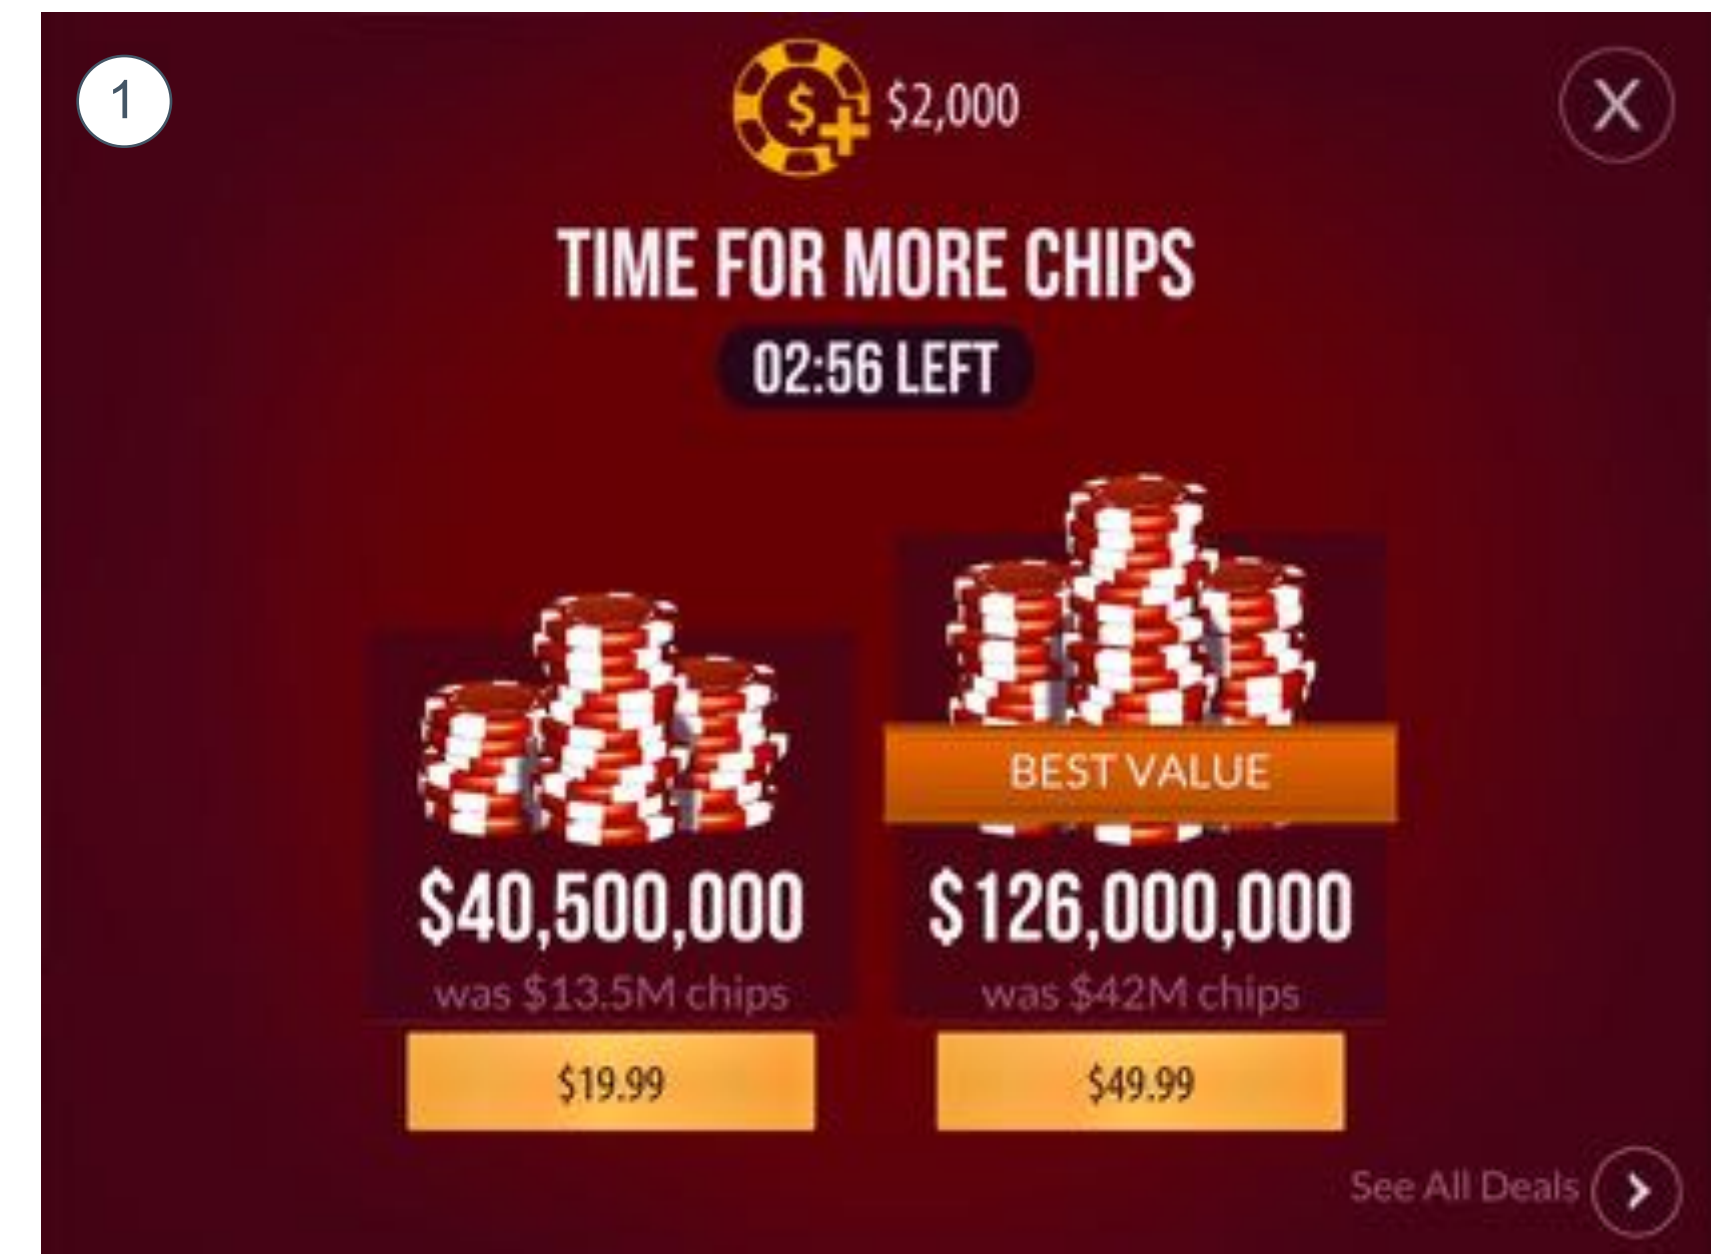 1
$2,000
X
TIME FOR MORE CHIPS
02:56 LEFT
BEST VALUE
$40,500,000
$126,000,000
was $13.5M chips
was $42M chips
$19.99
$49.99
See All Deals